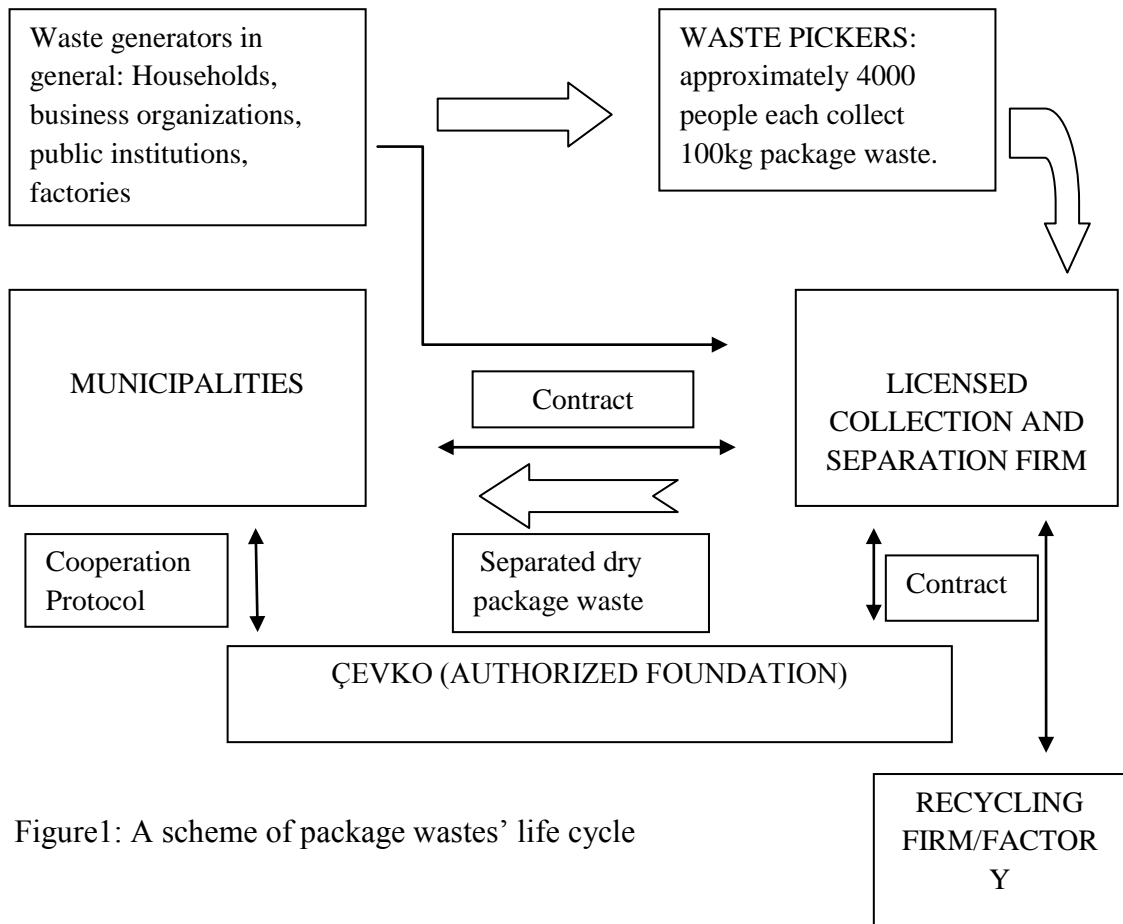 Waste generators in
general: Households,
business organizations,
public institutions,
factories
WASTE PICKERS:
approximately 4000
people each collect
100kg package waste.
MUNICIPALITIES
Contract
LICENSED
COLLECTION AND
SEPARATION FIRM
Cooperation
Protocol
Separated dry
package waste
Contract
ÇEVKO (AUTHORIZED FOUNDATION)
RECYCLING
FIRM/FACTOR
Y
Figure1: A scheme of package wastes’ life cycle